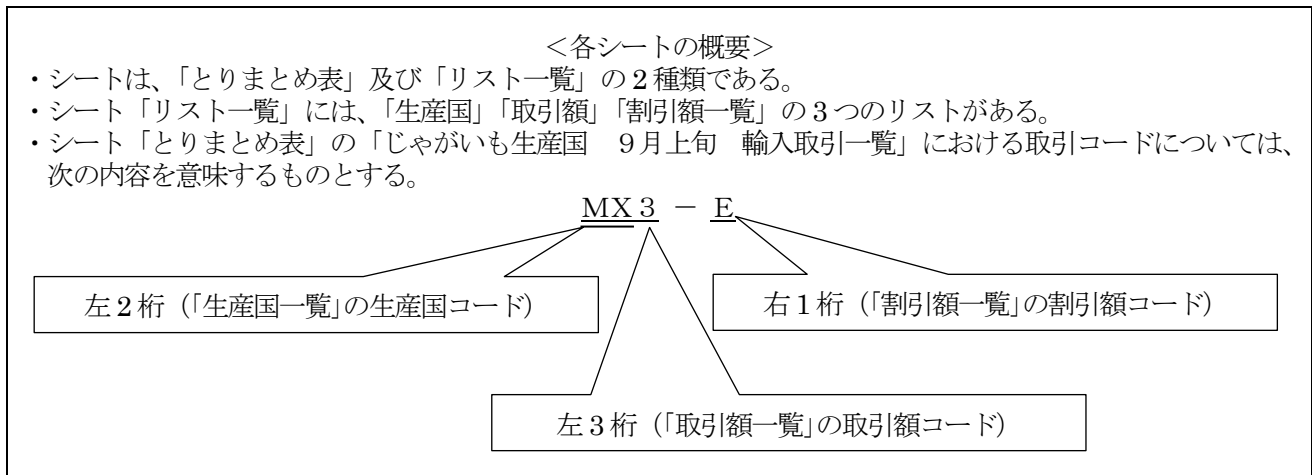 ＜各シートの概要＞
・シートは、「とりまとめ表」及び「リスト一覧」の２種類である。
・シート「リスト一覧」には、「生産国」「取引額」「割引額一覧」の３つのリストがある。
・シート「とりまとめ表」の「じゃがいも生産国　９月上旬　輸入取引一覧」における取引コードについては、
次の内容を意味するものとする。
ＭＸ３－Ｅ
左２桁（「生産国一覧」の生産国コード）
右１桁（「割引額一覧」の割引額コード）
左３桁（「取引額一覧」の取引額コード）